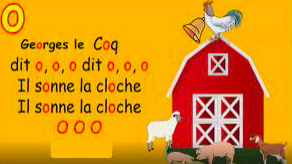 O
Georges le Coq
dit o, o, o dit o, o, o
Il sonne la cloche
Il sonne la cloche
O O O